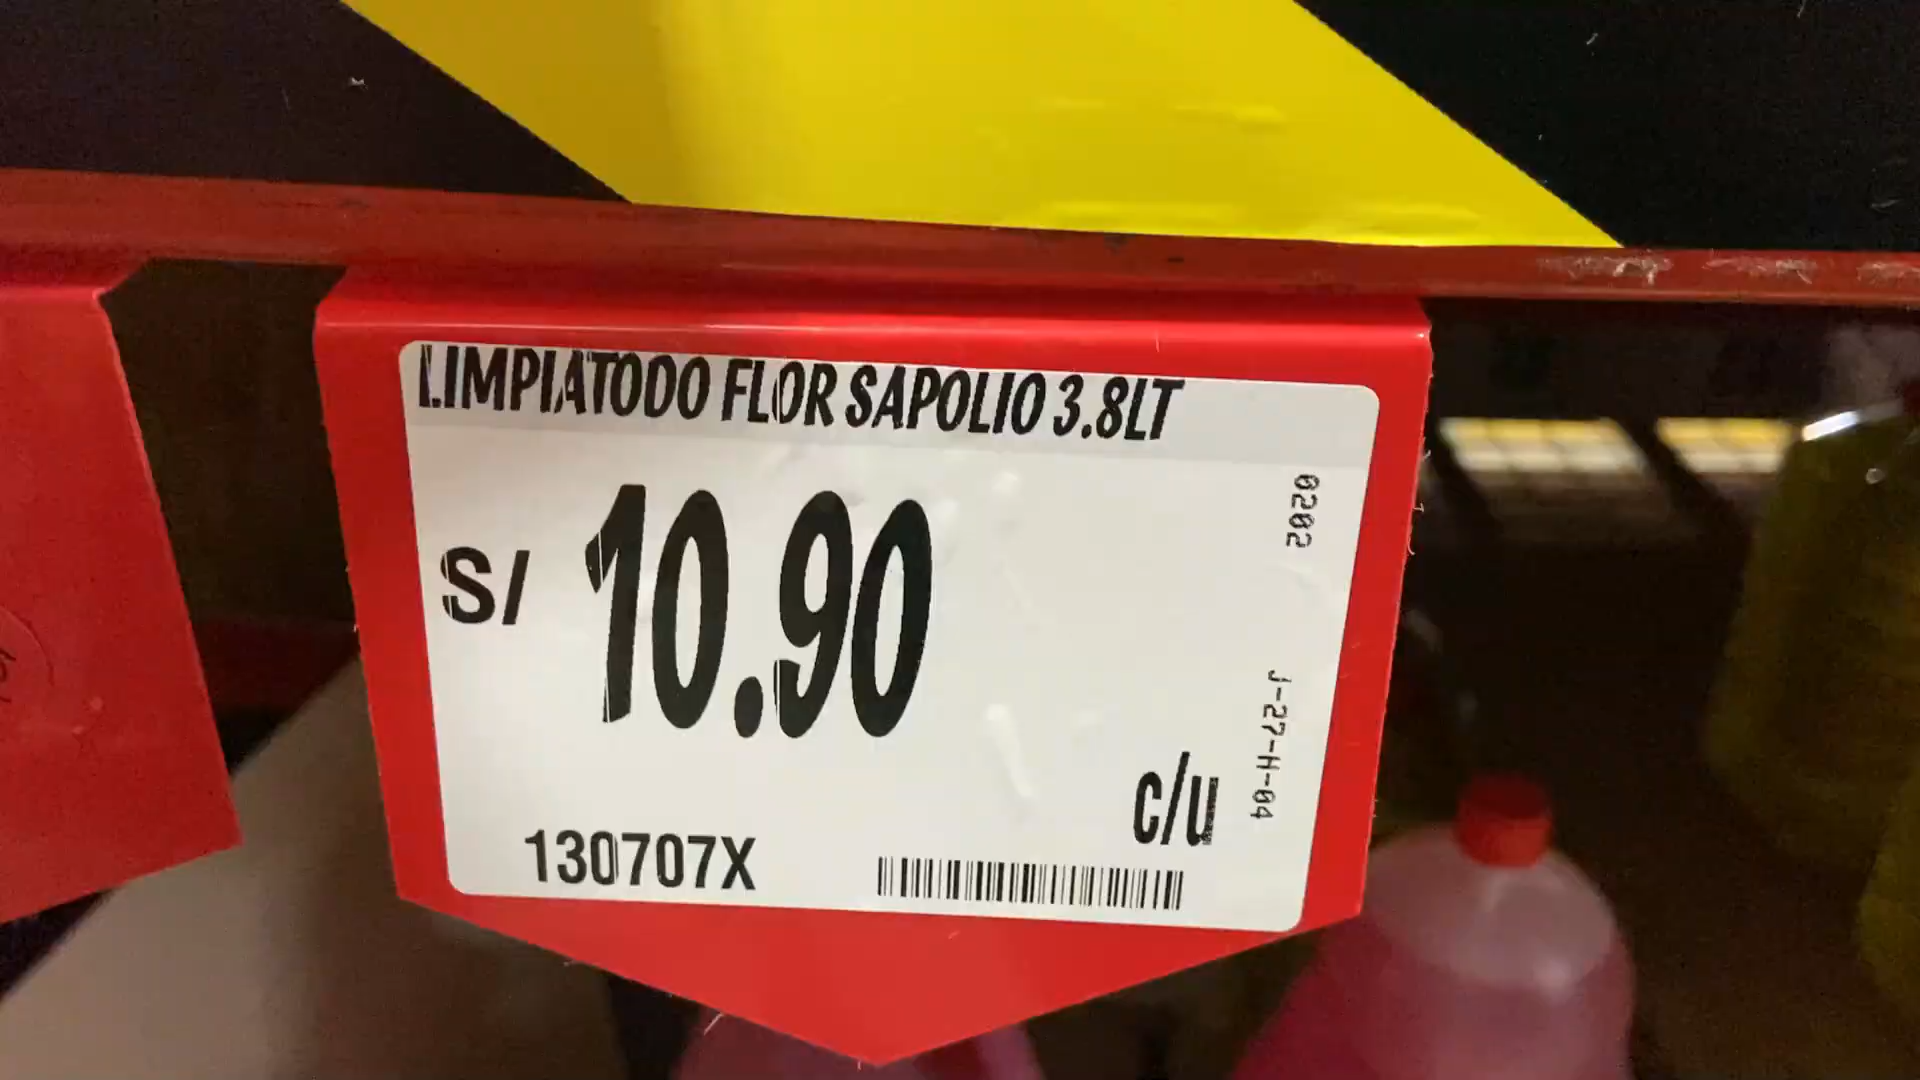 LIMPIATODO FLOR SAPOLIO 3.8LT
S/ 10.90
c/u
130707X
0202
J-27-H-04